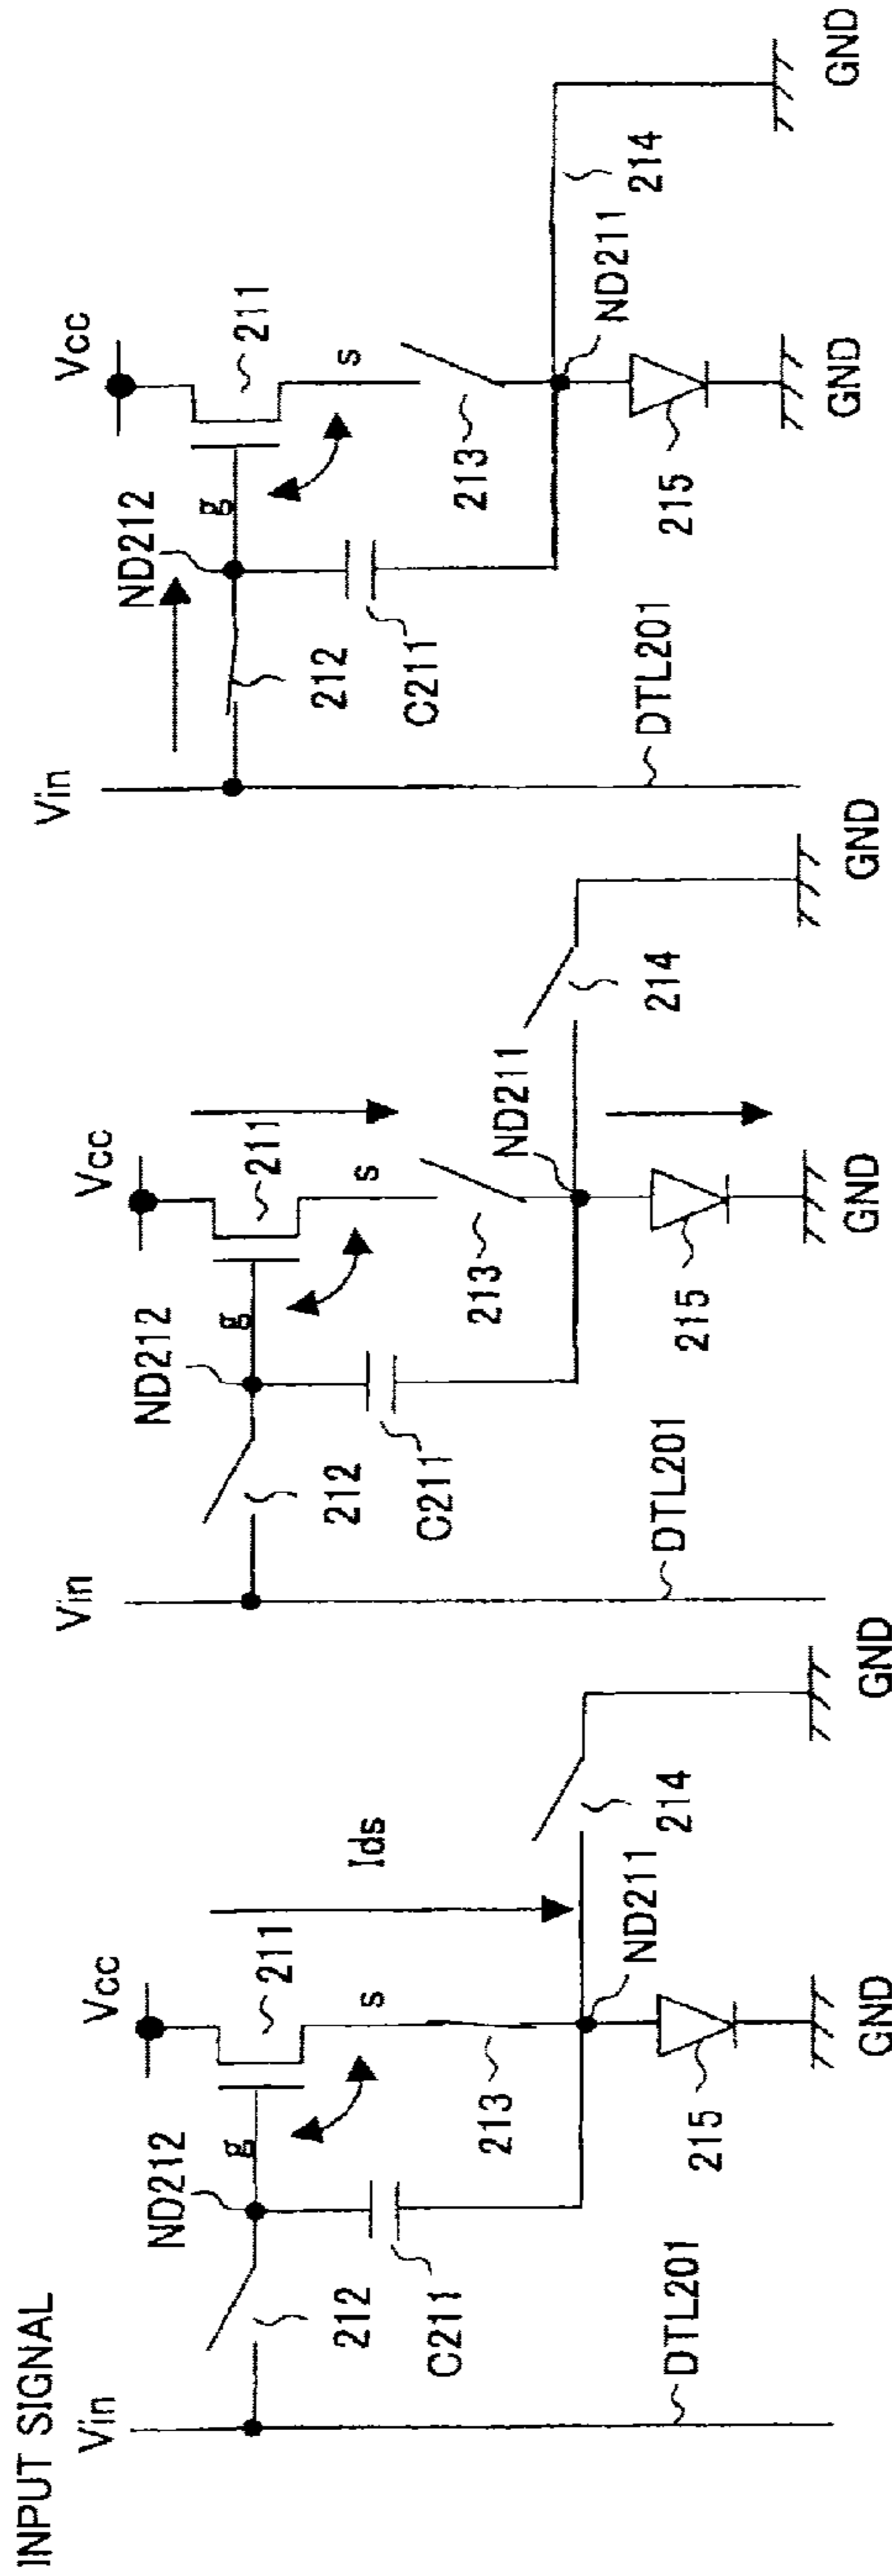 INPUT SIGNAL
Vin
ND212
g
212
C211
DTL201
Vcc
211
s
213
215
Ids
ND211
214
GND
GND
Vin
ND212
g
212
C211
DTL201
Vcc
211
s
213
215
ND211
214
GND
GND
Vin
ND212
g
212
C211
DTL201
Vcc
211
s
213
215
ND211
214
GND
GND